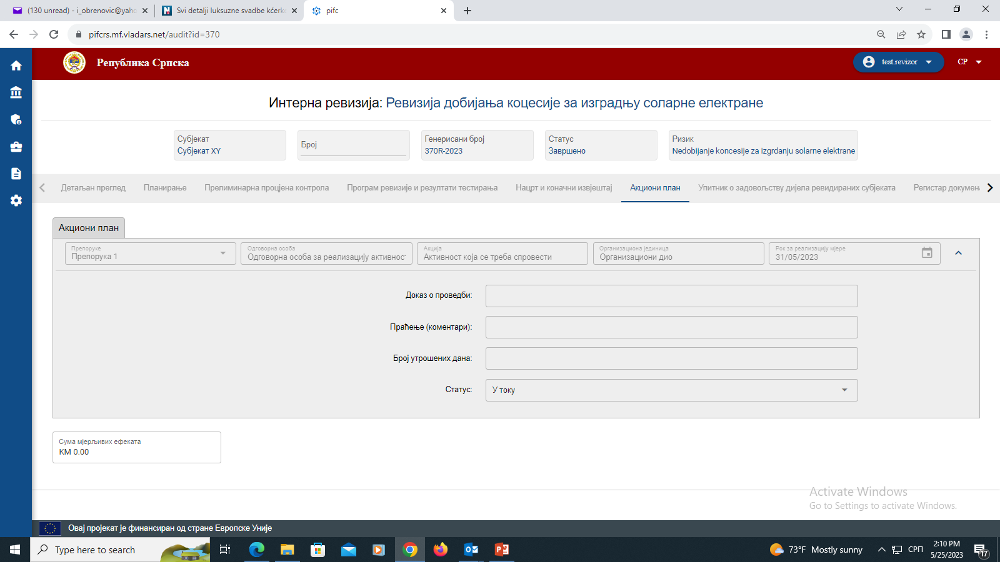 (130 unread) - i_obrenovic@yaho
Svi detalji luksuzne svadbe kćerke
pifc
pifcrs.mf.vladars.net/audit?id=370
Република Српска
test.revizor
СР
Интерна ревизија: Ревизија добијања коцесије за изградњу соларне електране
Субјекат
Субјекат XY
Број
Генерисани број
370R-2023
Статус
Завршено
Ризик
Nedobijanje koncesije za izgrdanju solarne elektrane
Детаљан преглед
Планирање
Прелиминарна процјена контрола
Програм ревизије и резултати тестирања
Нацрт и коначни извјештај
Акциони план
Упитник о задовољству дијела ревидираних субјеката
Регистар докумена
Акциони план
Препоруке
Препорука 1
Одговорна особа
Одговорна особа за реализацију активнос
Акција
Активност која се треба спровести
Организациона јединица
Организациони дио
Рок за реализацију мјере
31/05/2023
Доказ о проведби:
Праћење (коментари):
Број утрошених дана:
Статус:
У току
Сума мјерљивих ефеката
KM 0.00
Activate Windows
Go to Settings to activate Windows.
Овај пројекат је финансиран од стране Европске Уније
Type here to search
73°F Mostly sunny
СРП
2:10 PM
5/25/2023
17